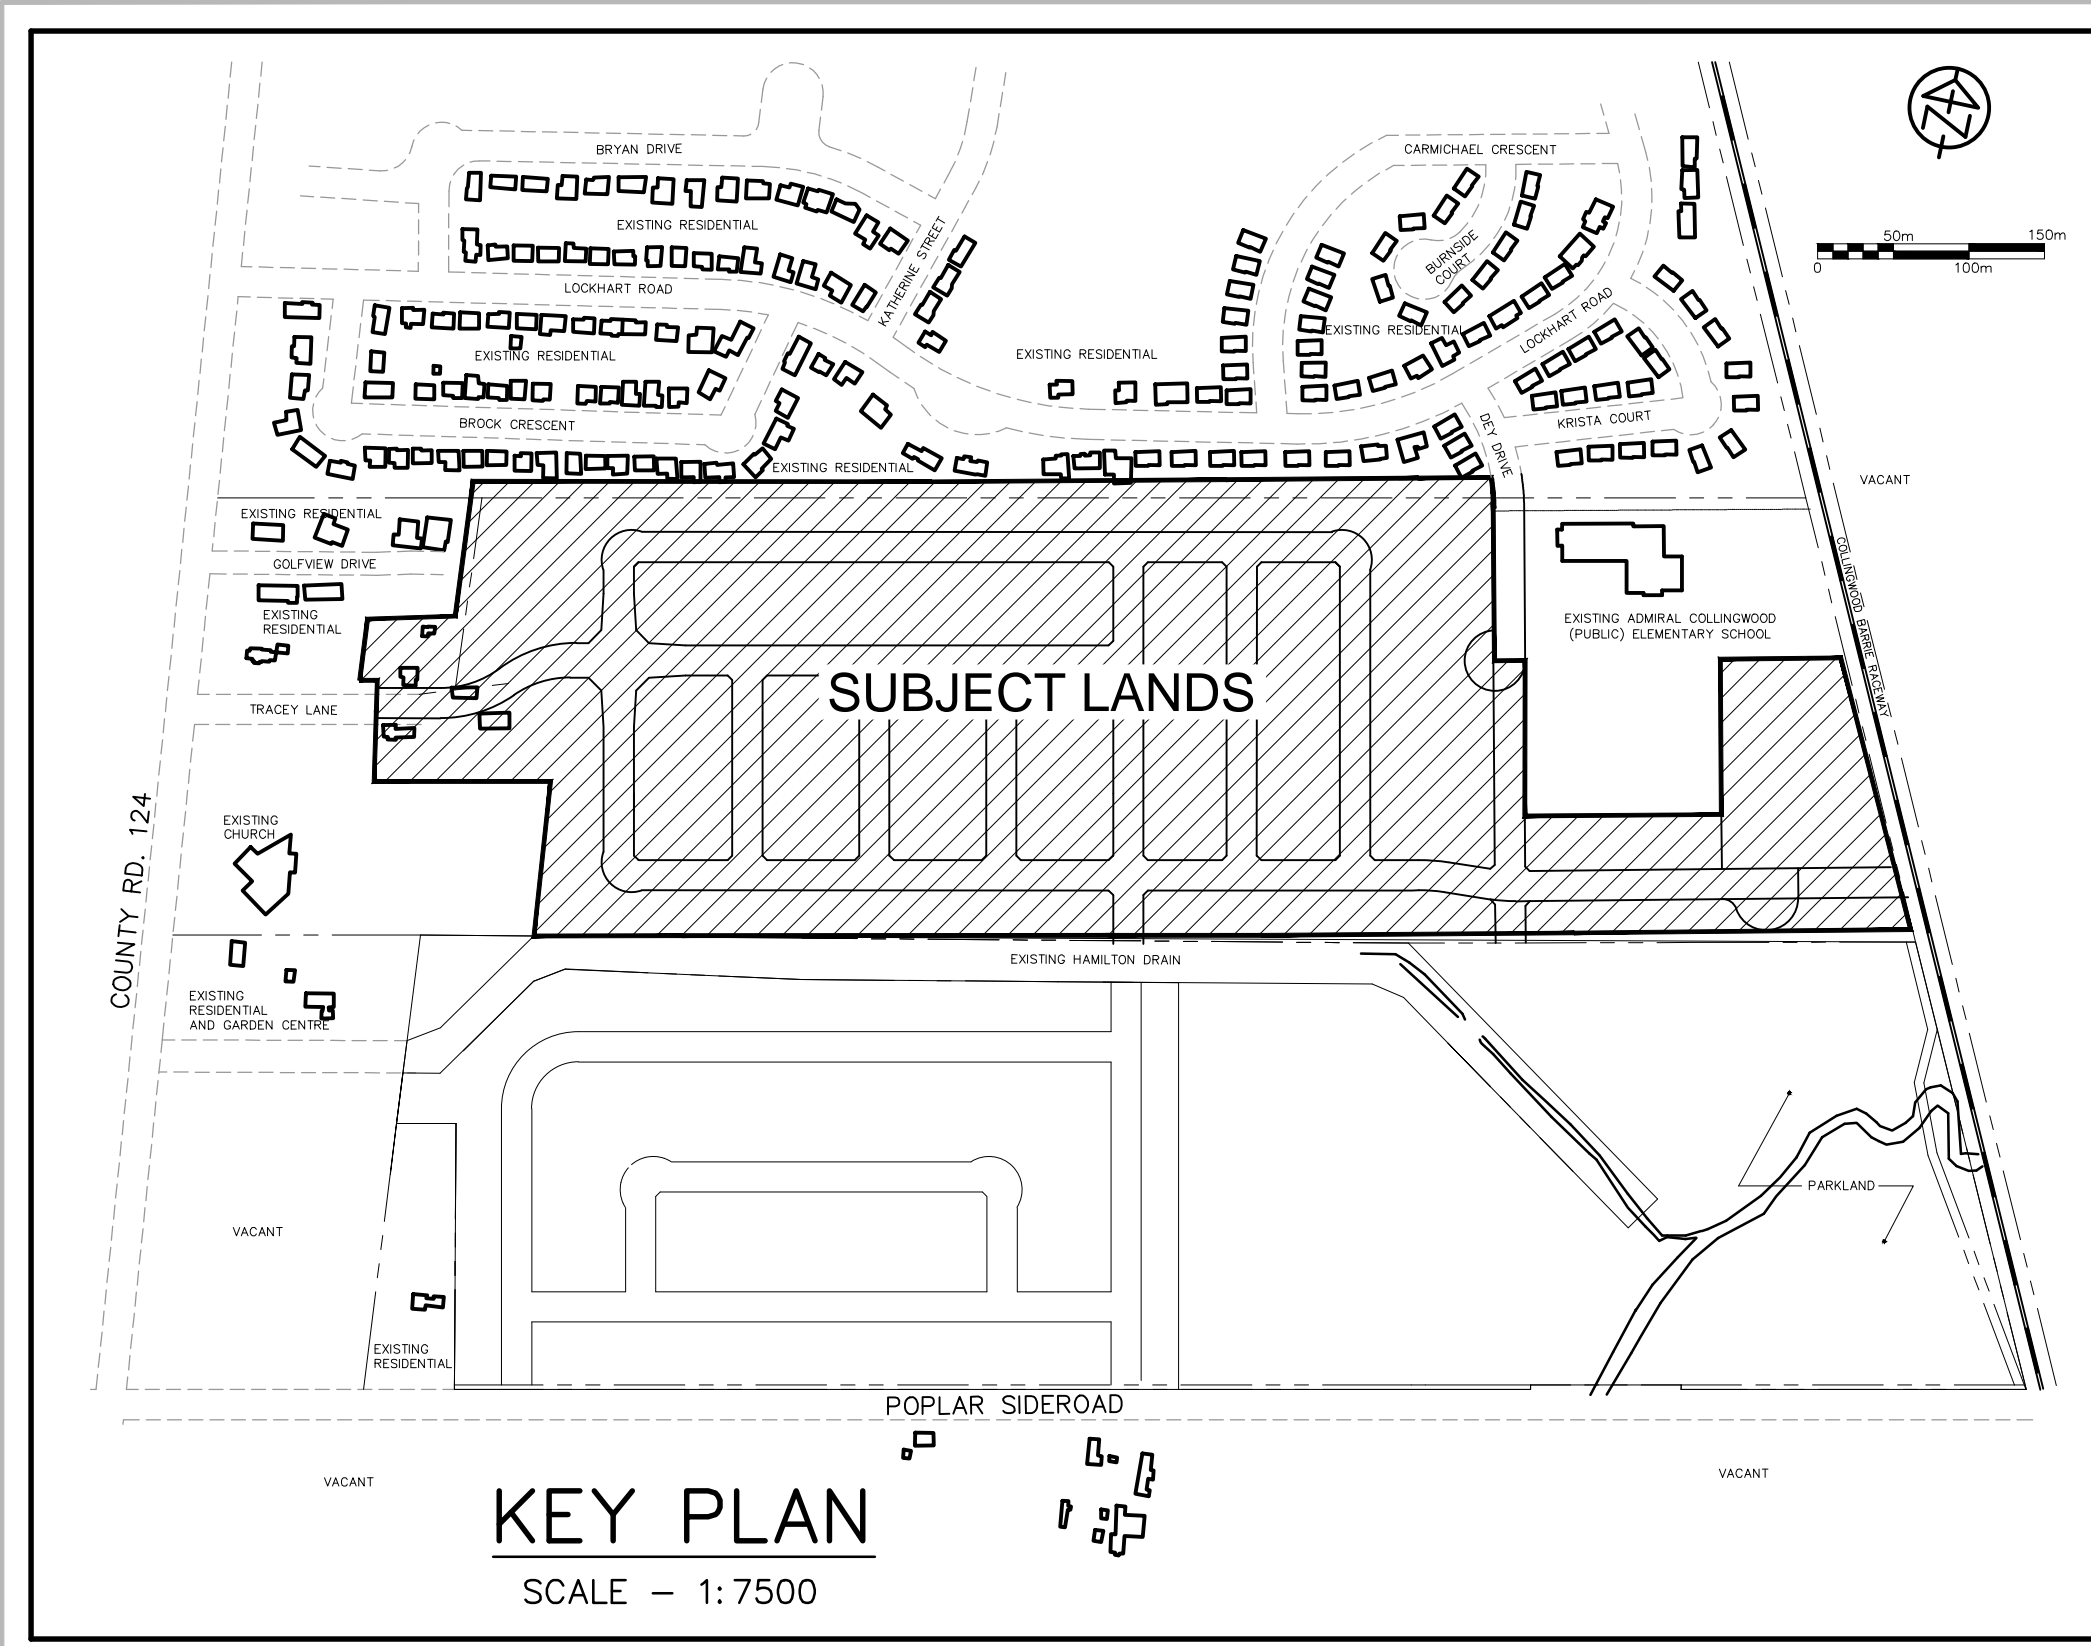 BRYAN DRIVE
CARMICHAEL CRESCENT
EXISTING RESIDENTIAL
KATHERINE STREET
BURNSIDE
COURT
50m
150m
0
100m
LOCKHART ROAD
LOCKHART ROAD
EXISTING RESIDENTIAL
EXISTING RESIDENTIAL
EXISTING RESIDENTIAL
BROCK CRESCENT
KRISTA COURT
DEY DRIVE
EXISTING RESIDENTIAL
VACANT
EXISTING RESIDENTIAL
GOLFVIEW DRIVE
COLLINGWOOD BARRIE RACEWAY
EXISTING
RESIDENTIAL
EXISTING ADMIRAL COLLINGWOOD
(PUBLIC) ELEMENTARY SCHOOL
SUBJECT LANDS
TRACEY LANE
COUNTY RD. 124
EXISTING
CHURCH
EXISTING HAMILTON DRAIN
EXISTING
RESIDENTIAL
AND GARDEN CENTRE
PARKLAND
VACANT
EXISTING
RESIDENTIAL
POPLAR SIDEROAD
VACANT
VACANT
KEY PLAN
SCALE - 1:7500
N